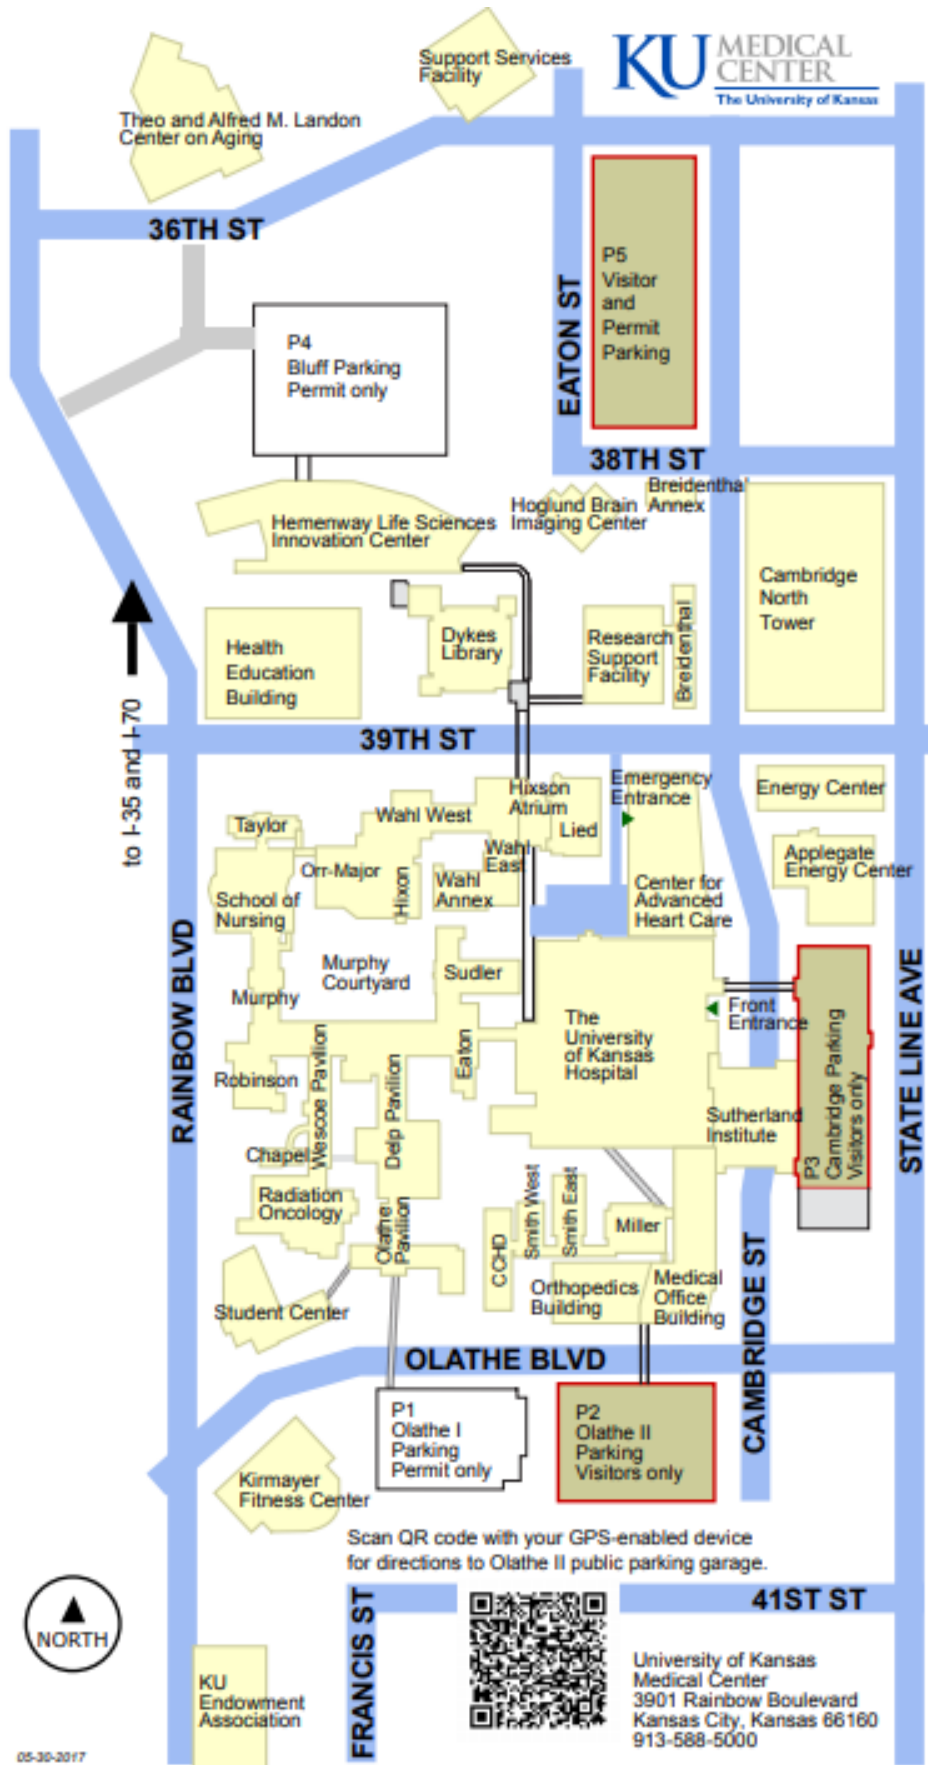 KU MEDICAL
CENTER
The University of Kansas
Support Services
Facility
Theo and Alfred M. Landon
Center on Aging
36TH ST
P5
Visitor
and
Permit
Parking
EATON ST
P4
Bluff Parking
Permit only
38TH ST
Breidenthal
Annex
Hoglund Brain
Imaging Center
Hemenway Life Sciences
Innovation Center
Cambridge
North
Tower
Dykes
Library
Research
Support
Facility
Breidenthal
Health
Education
Building
to I-35 and I-70
39TH ST
Emergency
Entrance
Energy Center
Hixson
Atrium
Wahl West
Lied
Taylor
Wahl
East
Applegate
Energy Center
Orr-Major
Hixon
Wahl
Annex
Center for
Advanced
Heart Care
School of
Nursing
RAINBOW BLVD
STATE LINE AVE
Murphy
Courtyard
Sudler
Murphy
Front
Entrance
The
University
of Kansas
Hospital
Eaton
Robinson
Wescoe Pavilion
Delp Pavilion
P3
Cambridge Parking
Visitors only
Sutherland
Institute
Chapel
Radiation
Oncology
Olathe
Pavilion
Smith West
Smith East
Miller
CCHD
Orthopedics
Building
Medical
Office
Building
Student Center
CAMBRIDGE ST
OLATHE BLVD
P1
Olathe I
Parking
Permit only
P2
Olathe II
Parking
Visitors only
Kirmayer
Fitness Center
Scan QR code with your GPS-enabled device
for directions to Olathe II public parking garage.
NORTH
FRANCIS ST
41ST ST
KU
Endowment
Association
University of Kansas
Medical Center
3901 Rainbow Boulevard
Kansas City, Kansas 66160
913-588-5000
05-30-2017